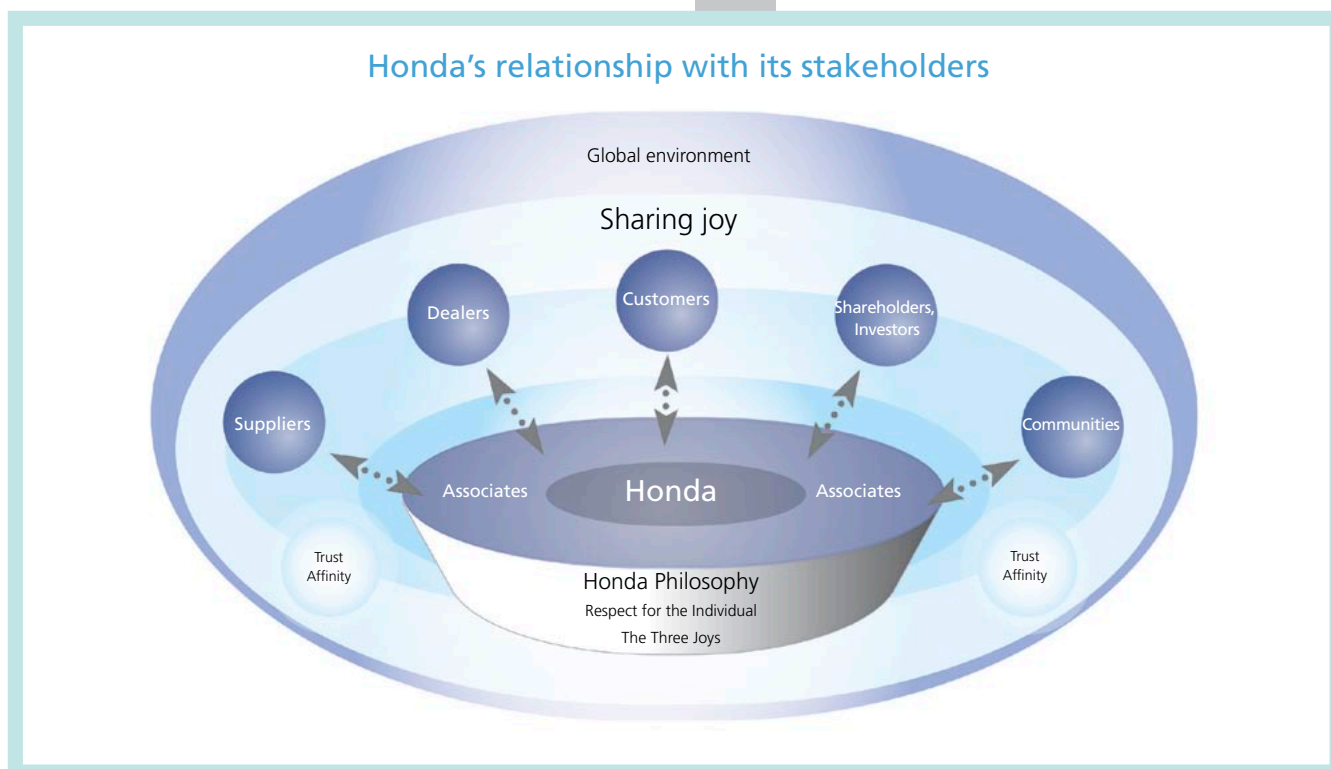 Honda’s relationship with its stakeholders
Global environment
Sharing joy
Customers
Dealers
Shareholders,
Investors
Suppliers
Communities
Associates
Honda
Associates
Trust
Affinity
Trust
Affinity
Honda Philosophy
Respect for the Individual
The Three Joys